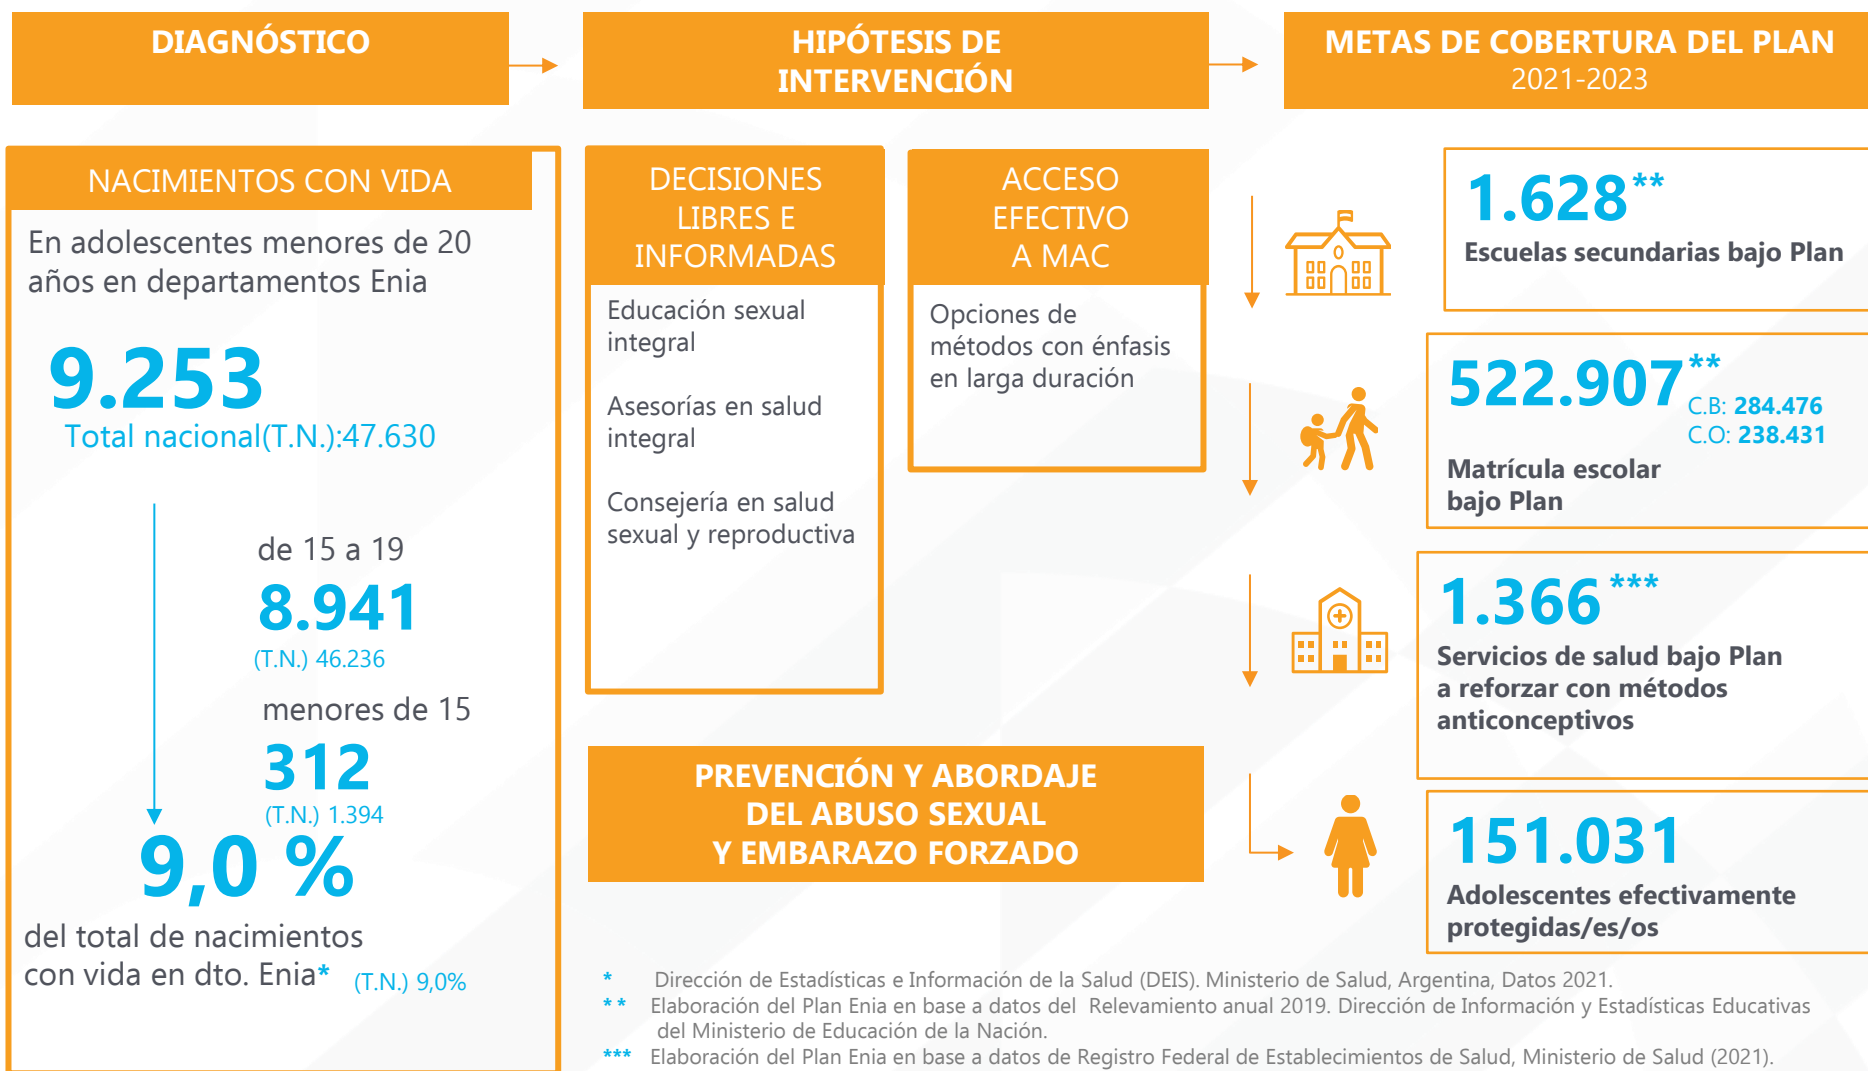 DIAGNÓSTICO
HIPÓTESIS DE
INTERVENCIÓN
METAS DE COBERTURA DEL PLAN
2021-2023
NACIMIENTOS CON VIDA
En adolescentes menores de 20
años en departamentos Enia
9.253
Total nacional(T.N.):47.630
de 15 a 19
8.941
(T.N.) 46.236
menores de 15
312
(T.N.) 1.394
9,0 %
del total de nacimientos
con vida en dto. Enia* (T.N.) 9,0%
DECISIONES
LIBRES E
INFORMADAS
Educación sexual
integral
Asesorías en salud
integral
Consejería en salud
sexual y reproductiva
ACCESO
EFECTIVO
A MAC
Opciones de
métodos con énfasis
en larga duración
PREVENCIÓN Y ABORDAJE
DEL ABUSO SEXUAL
Y EMBARAZO FORZADO
1.628**
Escuelas secundarias bajo Plan
522.907**
C.B: 284.476
C.O: 238.431
Matrícula escolar
bajo Plan
1.366***
Servicios de salud bajo Plan
a reforzar con métodos
anticonceptivos
151.031
Adolescentes efectivamente
protegidas/es/os
* Dirección de Estadísticas e Información de la Salud (DEIS). Ministerio de Salud, Argentina, Datos 2021.
** Elaboración del Plan Enia en base a datos del Relevamiento anual 2019. Dirección de Información y Estadísticas Educativas
del Ministerio de Educación de la Nación.
*** Elaboración del Plan Enia en base a datos de Registro Federal de Establecimientos de Salud, Ministerio de Salud (2021).